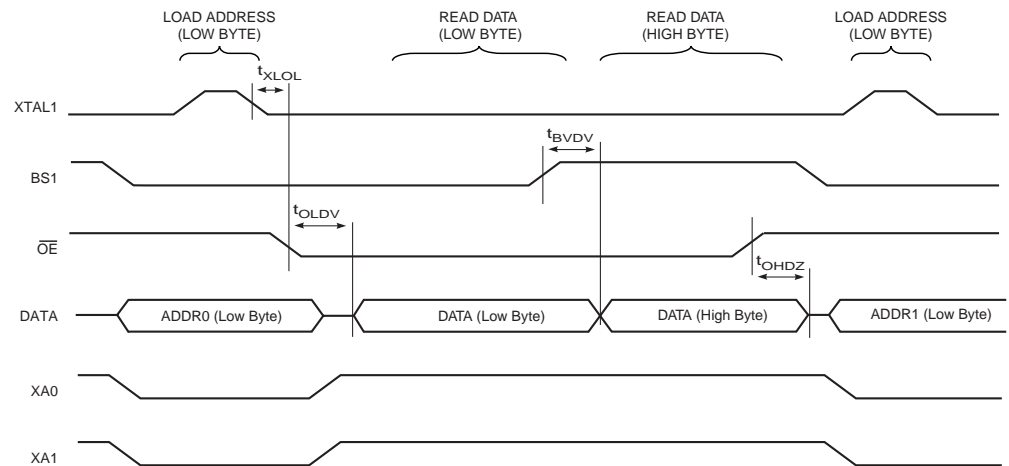 LOAD ADDRESS
(LOW BYTE)
READ DATA
(LOW BYTE)
READ DATA
(HIGH BYTE)
LOAD ADDRESS
(LOW BYTE)
tXLOL
XTAL1
tBVDV
BS1
tOLDV
OE
tOHDZ
DATA
ADDR0 (Low Byte)
DATA (Low Byte)
DATA (High Byte)
ADDR1 (Low Byte)
XA0
XA1